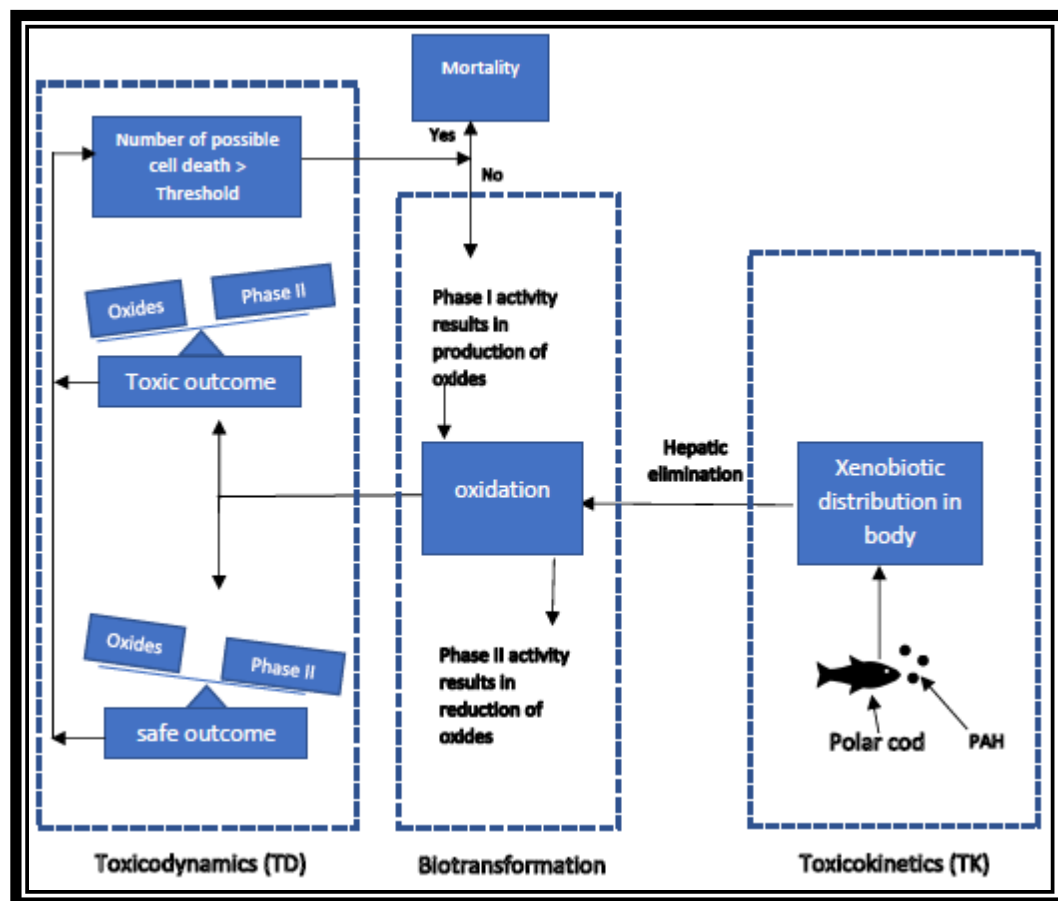 Mortality
Yes
No
Number of possible
cell death >
Threshold
Oxides
Phase II
Toxic outcome
Oxides
Phase II
safe outcome
Toxicodynamics (TD)
Phase I activity
results in
production of
oxides
oxidation
Phase II activity
results in
reduction of
oxides
Biotransformation
Hepatic
elimination
Xenobiotic
distribution in
body
Polar cod
PAH
Toxicokinetics (TK)